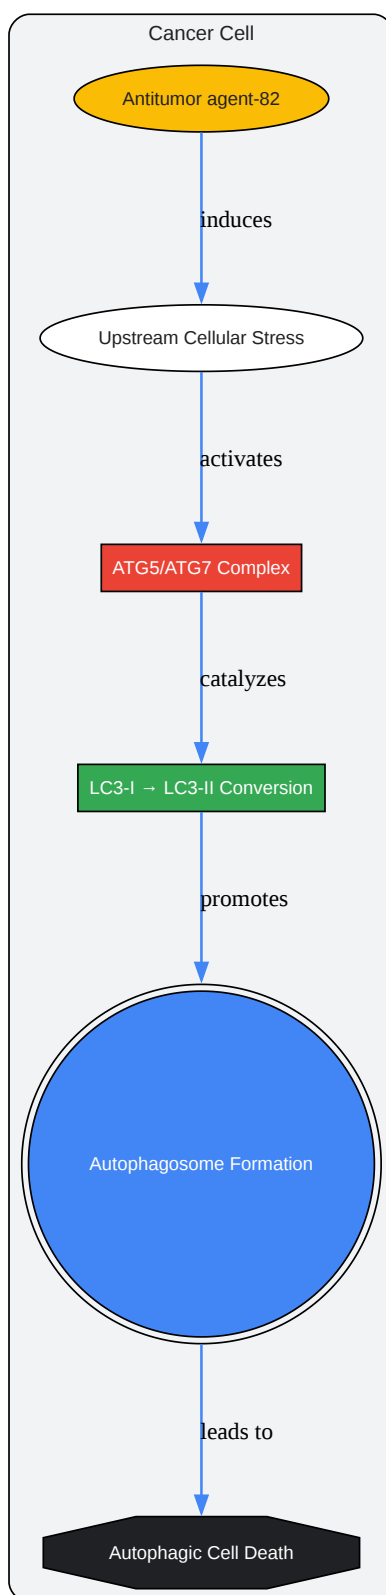 Cancer Cell
Antitumor agent-82
induces
Upstream Cellular Stress
activates
ATG5/ATG7 Complex
catalyzes
LC3-I → LC3-II Conversion
promotes
Autophagosome Formation
leads to
Autophagic Cell Death